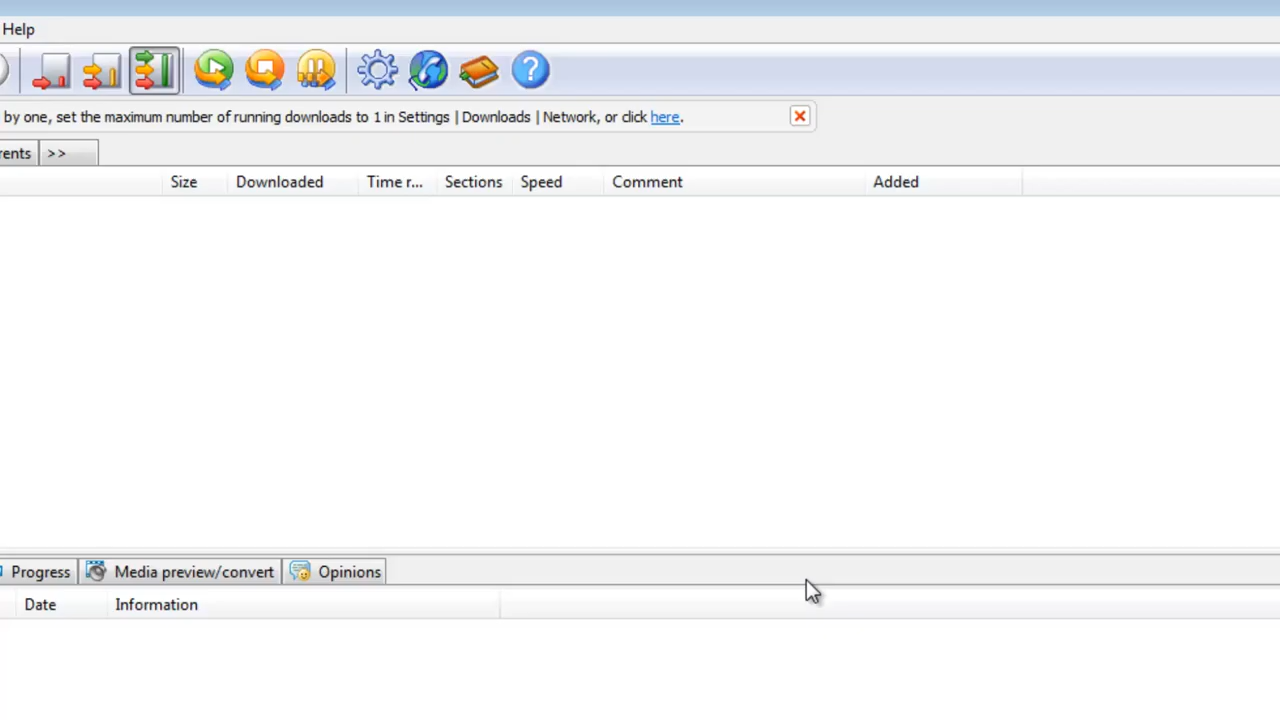 Help
by one, set the maximum number of running downloads to 1 in Settings | Downloads | Network, or click here.
rents >>
Size Downloaded Time r... Sections Speed Comment Added
Progress Media preview/convert Opinions
Date Information